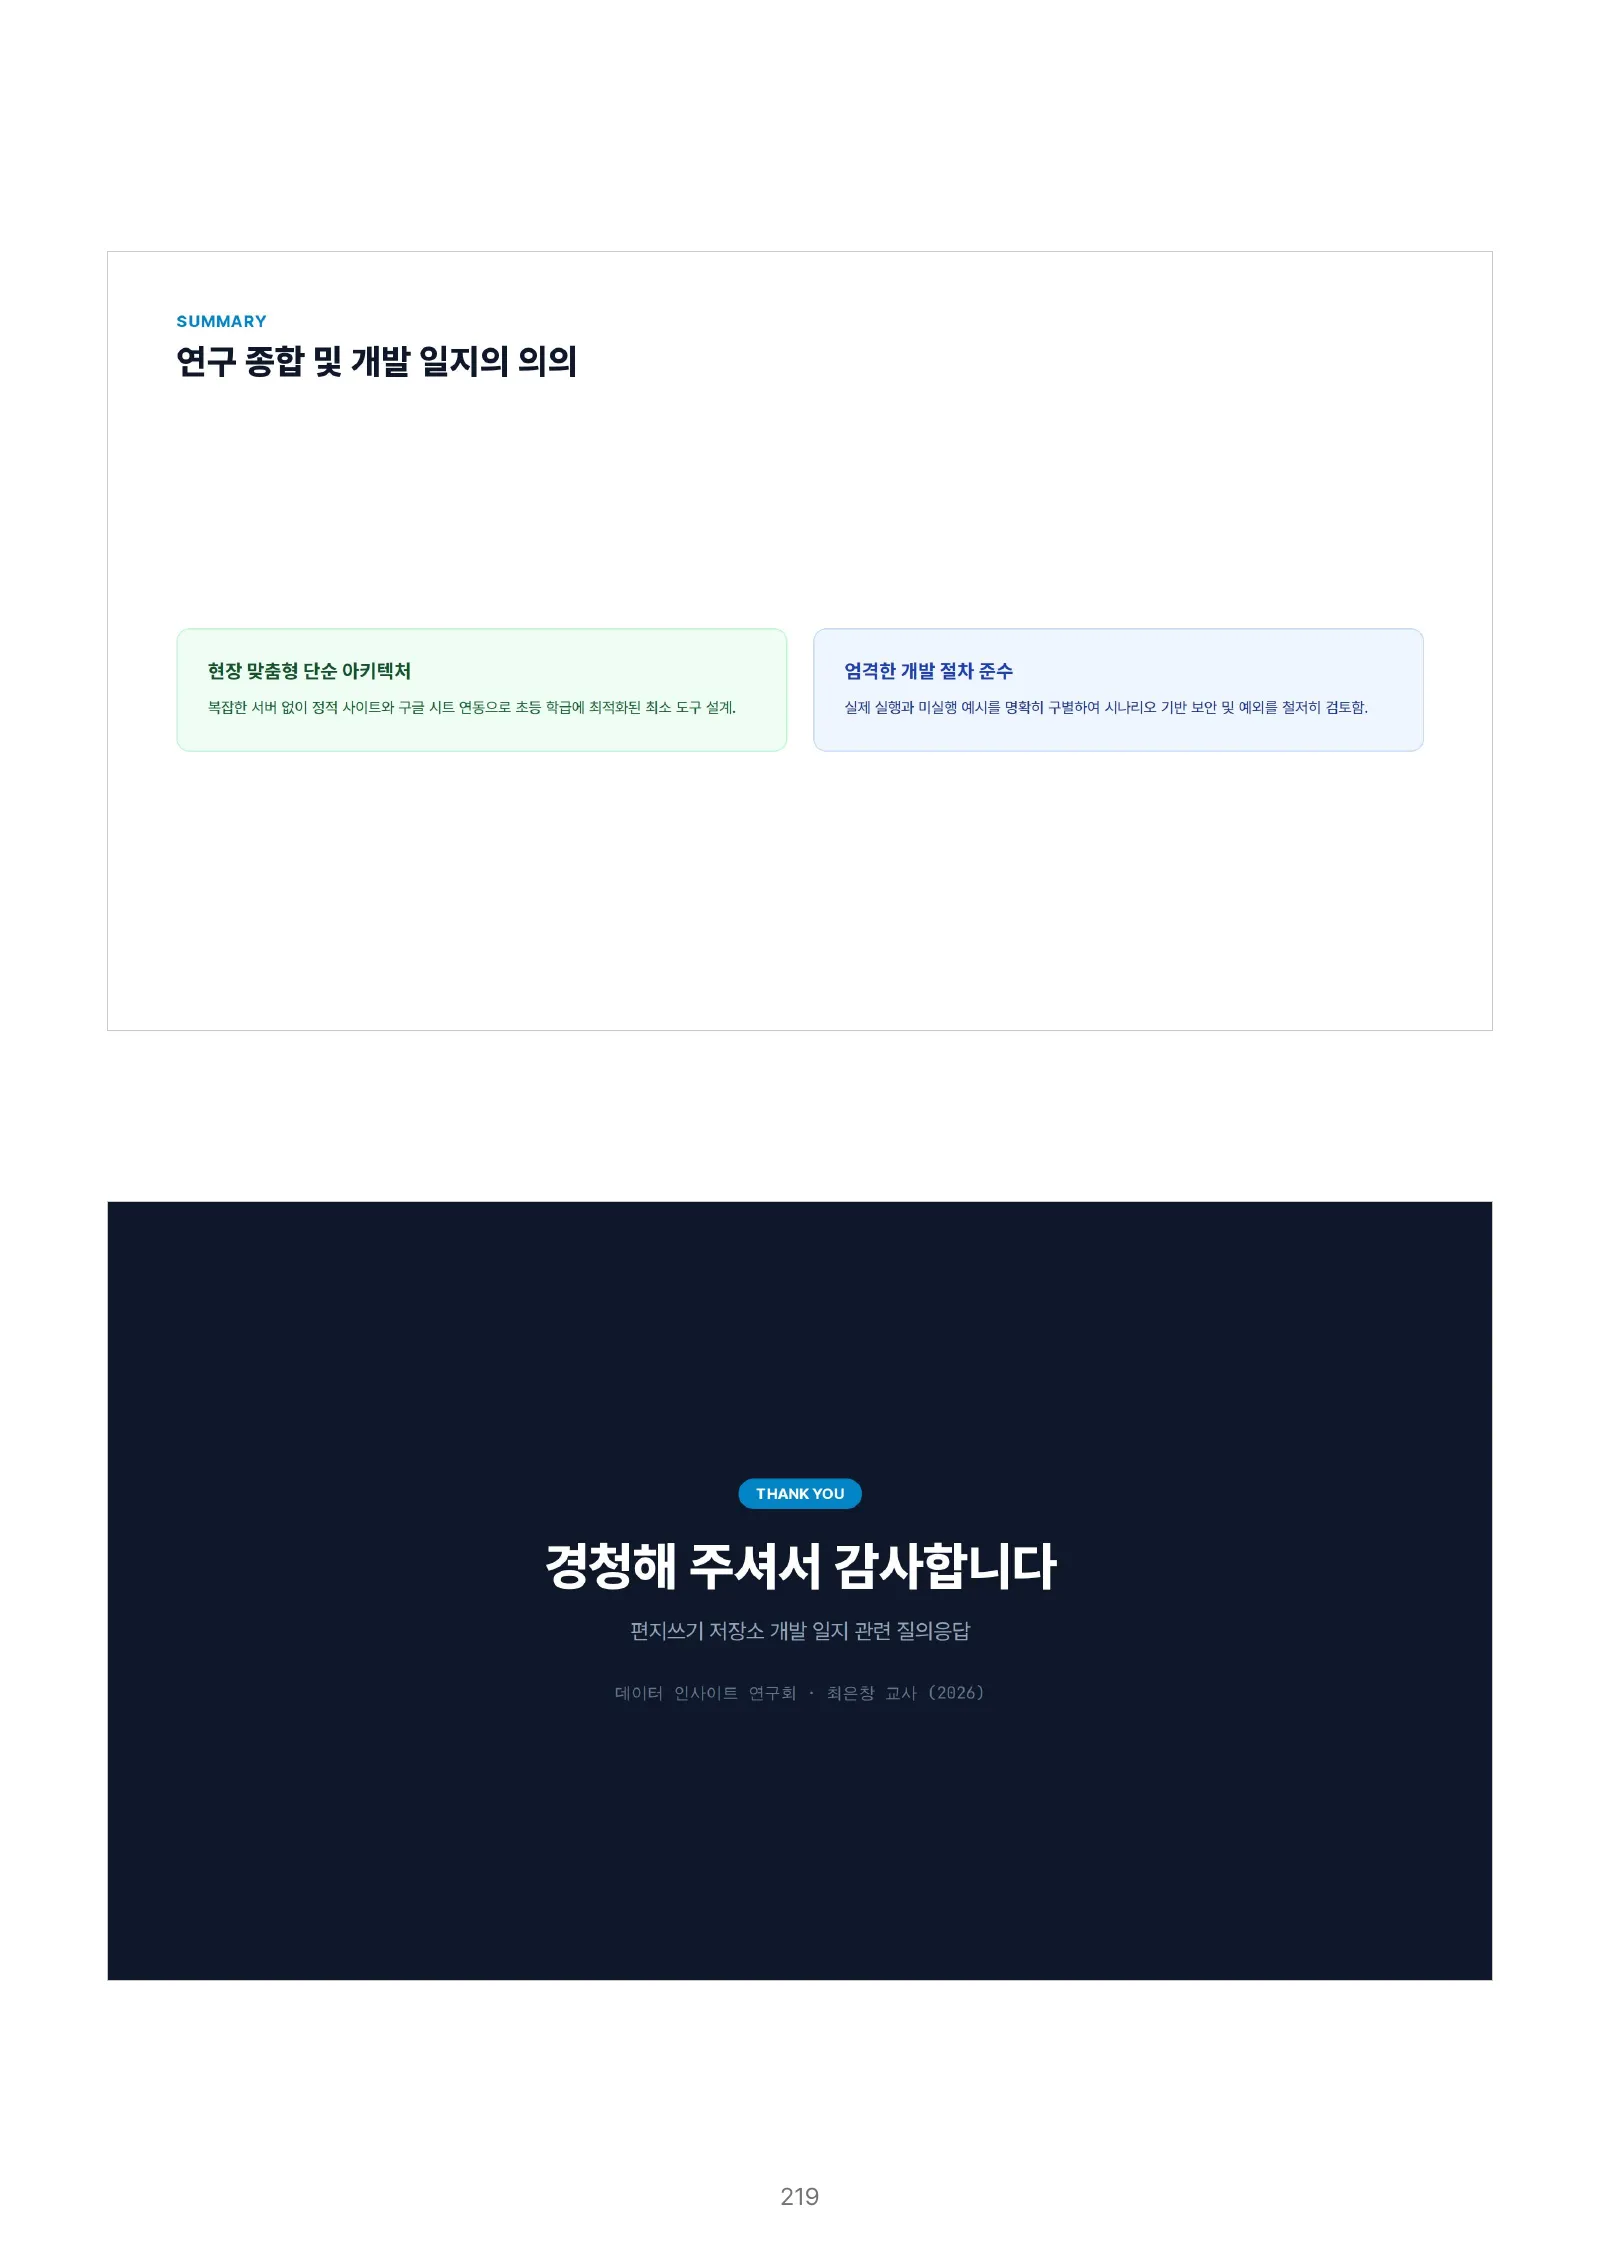 SUMMARY
연구 종합 및 개발 일지의 의의
현장 맞춤형 단순 아키텍처
복잡한 서버 없이 정적 사이트와 구글 시트 연동으로 초등 학급에 최적화된 최소 도구 설계.
엄격한 개발 절차 준수
실제 실행과 미실행 예시를 명확히 구별하여 시나리오 기반 보안 및 예외를 철저히 검토함.
THANK YOU
경청해 주셔서 감사합니다
편지쓰기 저장소 개발 일지 관련 질의응답
데이터 인사이트 연구회 · 최은창 교사 (2026)
219